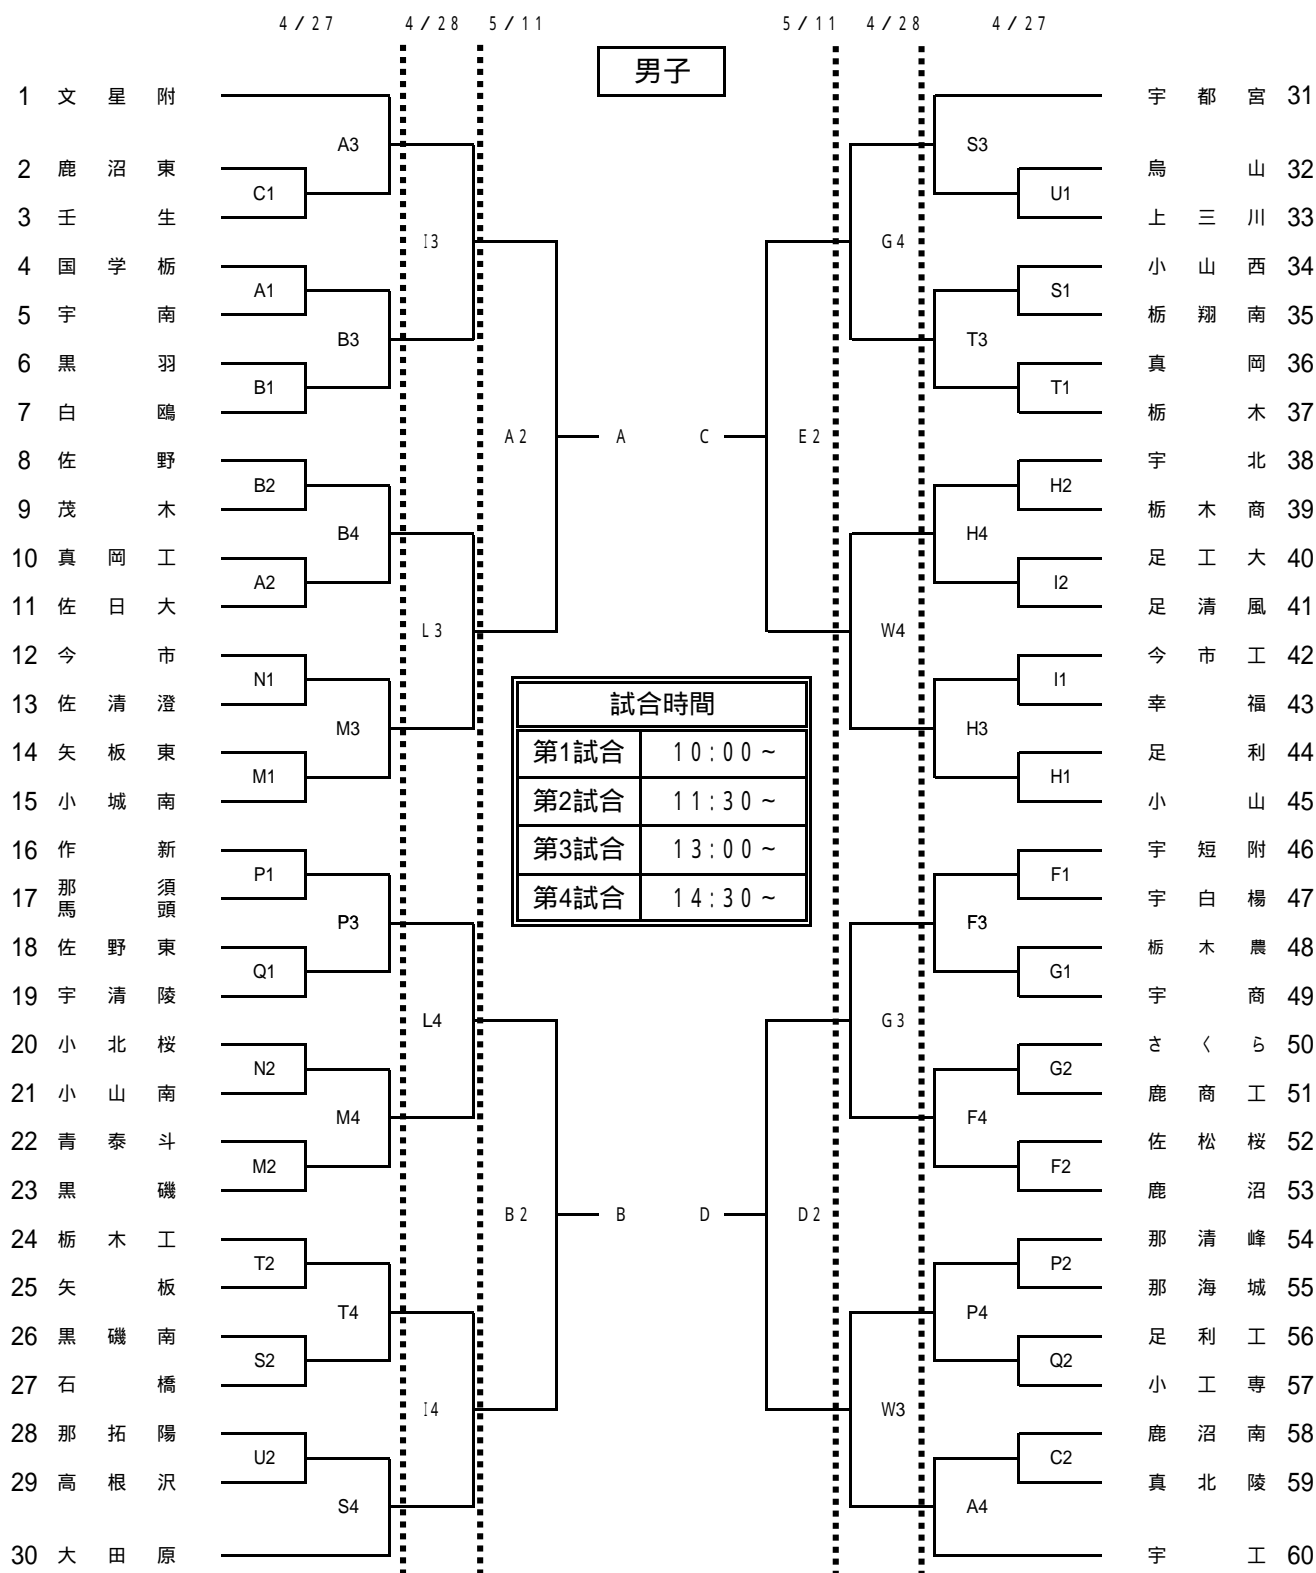 4/27 4/28 5/11 5/11 4/28 4/27
男子
1 文星附 宇都宮 31
A3 S3
2 鹿沼東 烏山 32
C1 U1
3 壬生 上三川 33
I3 G4
4 国学栃 小山西 34
A1 S1
5 宇南 栃翔南 35
B3 T3
6 黒羽 真岡 36
B1 T1
7 白鴎 栃木 37
A2 A C E2
8 佐野 宇北 38
B2 H2
9 茂木 栃木商 39
B4 H4
10 真岡工 足工大 40
A2 I2
11 佐日大 足清風 41
L3 W4
12 今市 今市工 42
N1 I1
13 佐清澄 幸福 43
M3 H3
14 矢板東 足利 44
M1 H1
15 小城南 小山 45
試合時間
第1試合 10:00~
第2試合 11:30~
第3試合 13:00~
第4試合 14:30~
16 作新 宇短附 46
P1 F1
17 那須馬頭 宇白楊 47
P3 F3
18 佐野東 栃木農 48
Q1 G1
19 宇清陵 宇商 49
L4 G3
20 小北桜 さくら 50
N2 G2
21 小山南 鹿商工 51
M4 F4
22 青泰斗 佐松桜 52
M2 F2
23 黒磯 鹿沼 53
B2 B D D2
24 栃木工 那清峰 54
T2 P2
25 矢板 那海城 55
T4 P4
26 黒磯南 足利工 56
S2 Q2
27 石橋 小工専 57
I4 W3
28 那拓陽 鹿沼南 58
U2 C2
29 高根沢 真北陵 59
S4 A4
30 大田原 宇工 60